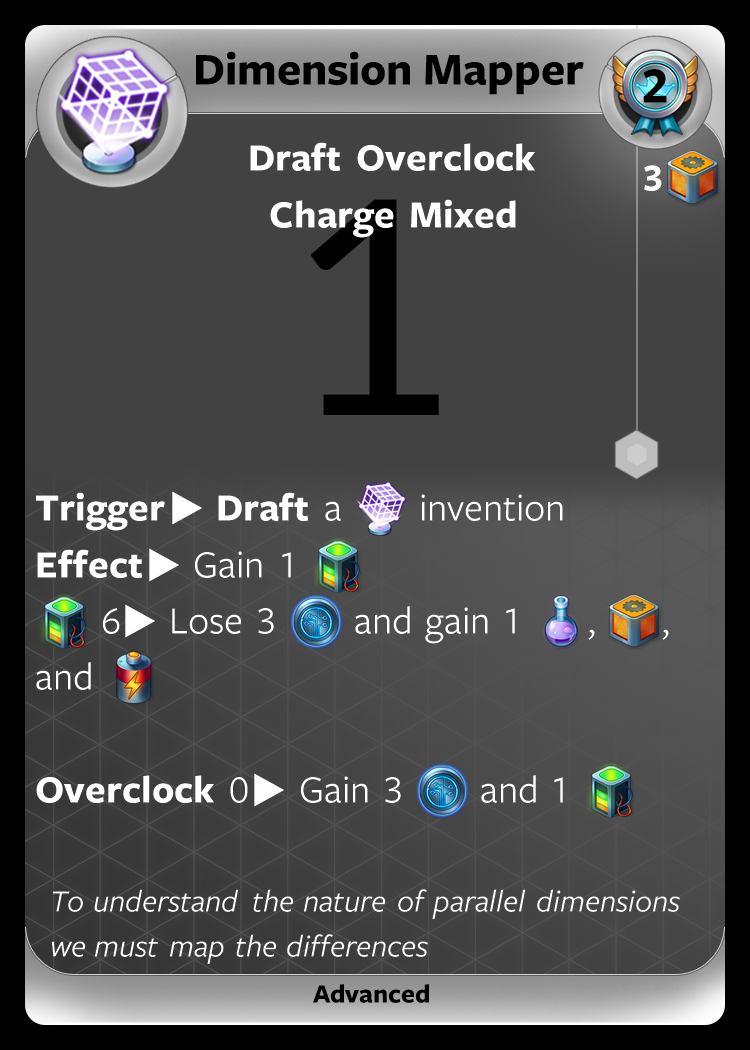 Dimension Mapper
2
Draft Overclock
3
Charge Mixed
1
Trigger▶ Draft a invention
Effect▶ Gain 1
6▶ Lose 3 and gain 1 , ,
and
Overclock 0▶ Gain 3 and 1
To understand the nature of parallel dimensions
we must map the differences
Advanced